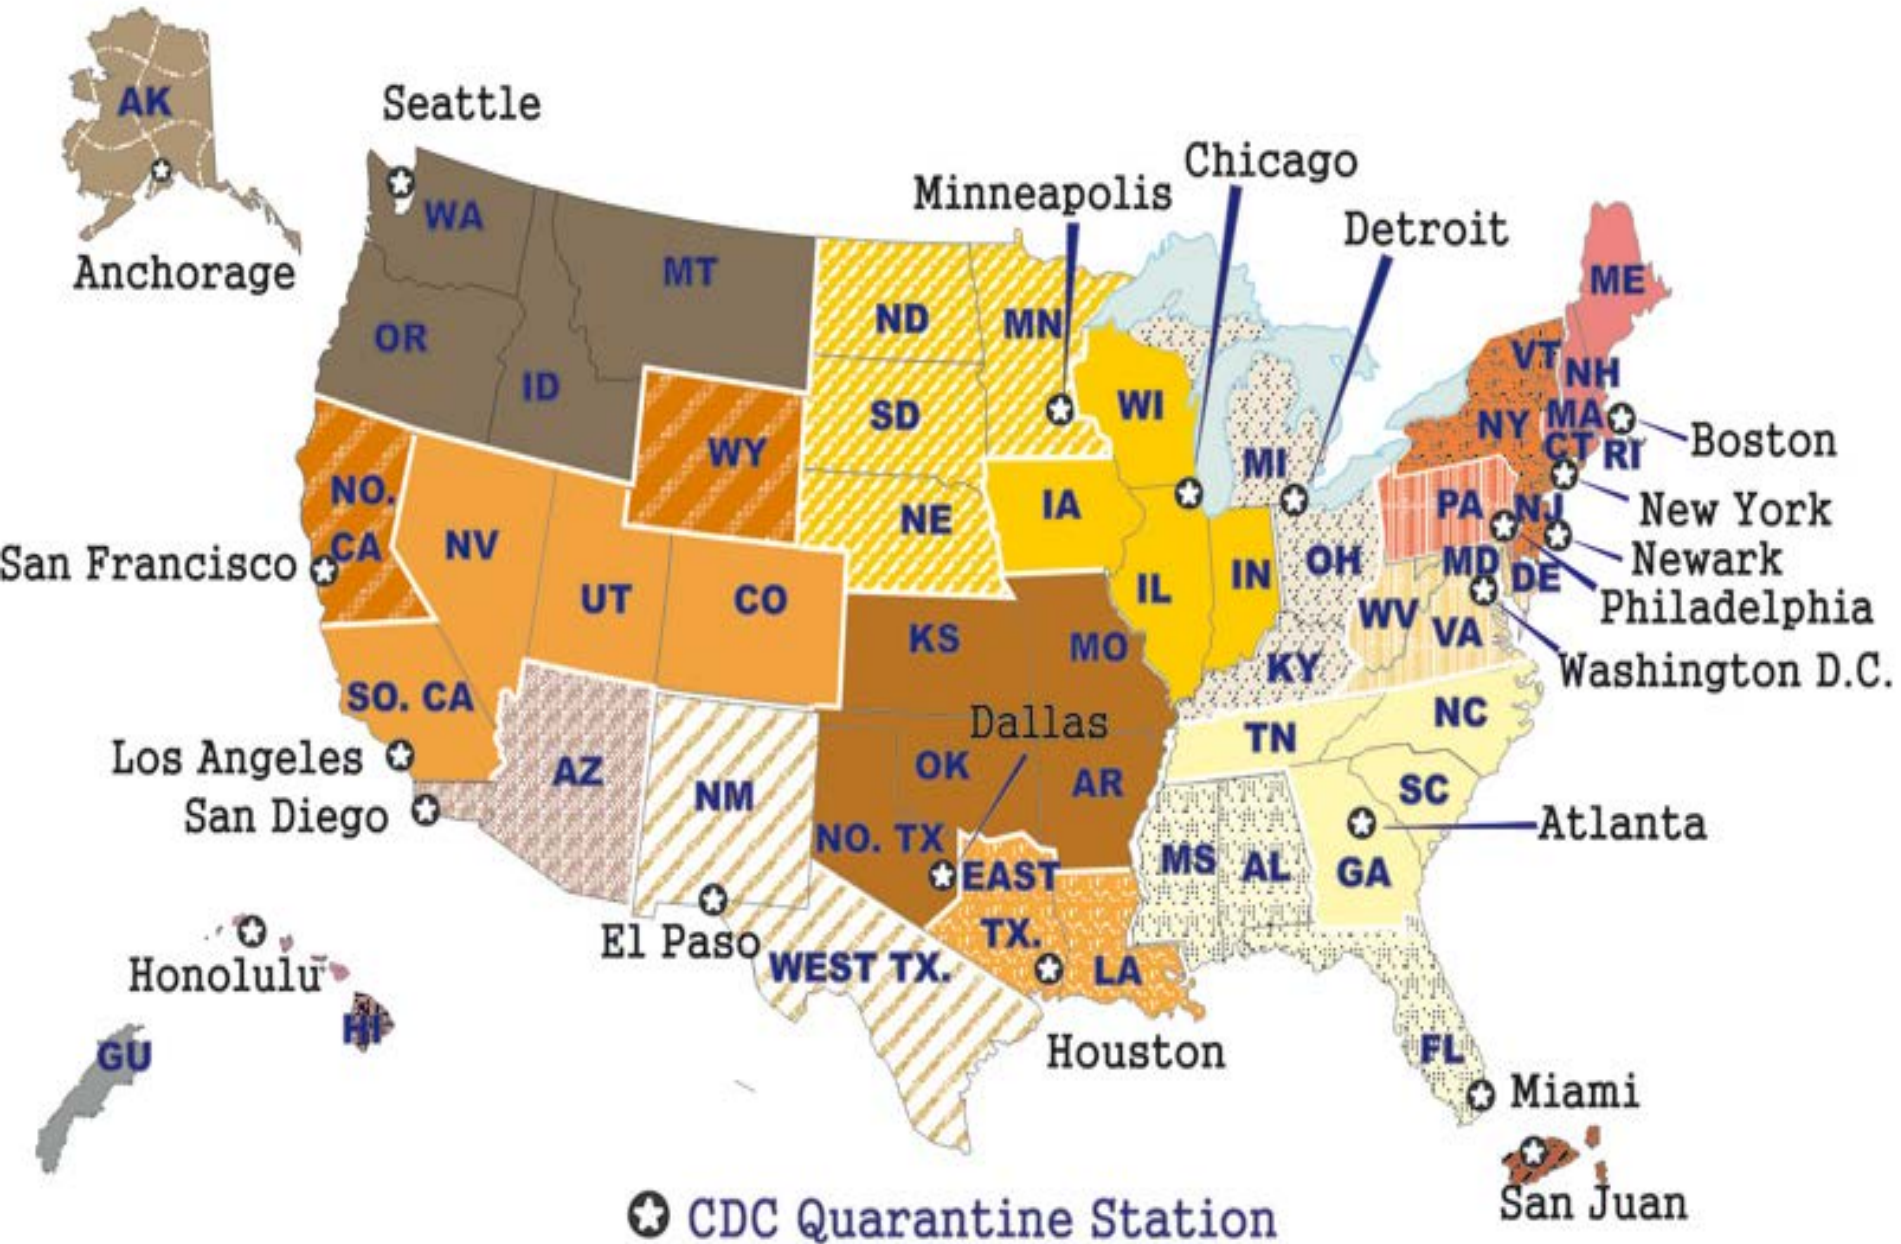 AK
Anchorage
Seattle
WA
MT
OR
ID
Minneapolis
Chicago
Detroit
ND
MN
SD
WI
NE
IA
MI
WY
NO.
CA
San Francisco
NV
UT
CO
SO. CA
Los Angeles
San Diego
AZ
NM
El Paso
KS
MO
Dallas
OK
AR
NO. TX
EAST
TX.
WEST TX.
LA
Houston
IL
IN
OH
KY
WV
VA
MD
DE
PA
NJ
NY
VT
NH
ME
MA
CT
RI
Boston
New York
Newark
Philadelphia
Washington D.C.
TN
NC
SC
MS
AL
GA
Atlanta
FL
Miami
San Juan
Honolulu
HI
GU
CDC Quarantine Station